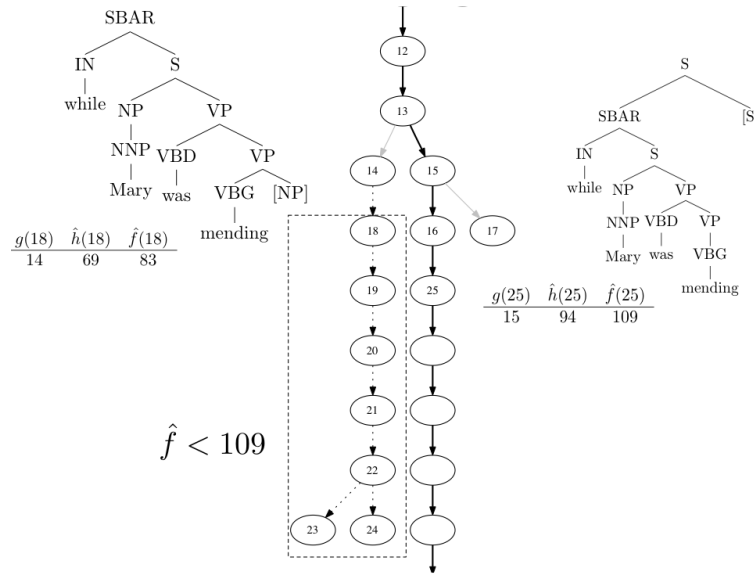 SBAR
IN S
while
NP VP
NNP VBD VP
Mary was VBG [NP]
mending
g(18) ĥ(18) f̂(18)
14 69 83
f̂ < 109
12
13
14 15
18 16 17
19 25
20
21
22
23 24
S
SBAR [S
IN S
while NP VP
NNP VBD VP
Mary was VBG
mending
g(25) ĥ(25) f̂(25)
15 94 109